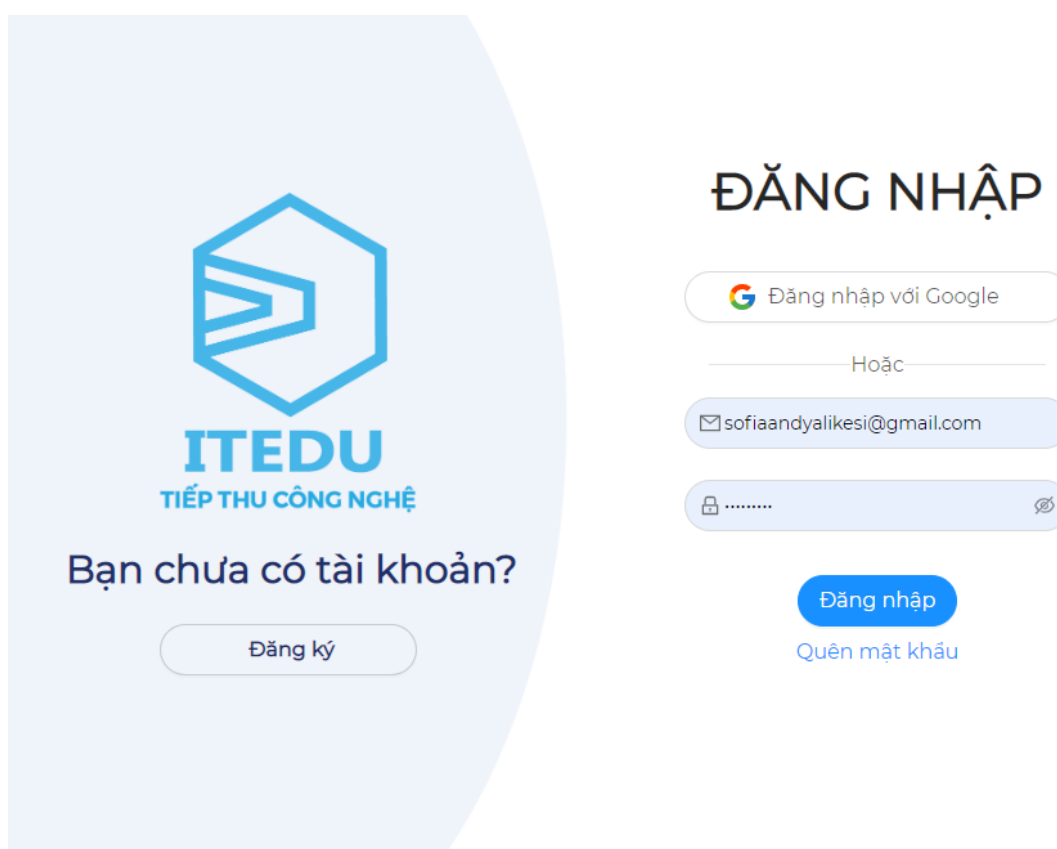 ITEDU
TIẾP THU CÔNG NGHỆ
Bạn chưa có tài khoản?
Đăng ký
ĐĂNG NHẬP
Đăng nhập với Google
Hoặc
sofiaandyalikesi@gmail.com
·········
Đăng nhập
Quên mật khẩu